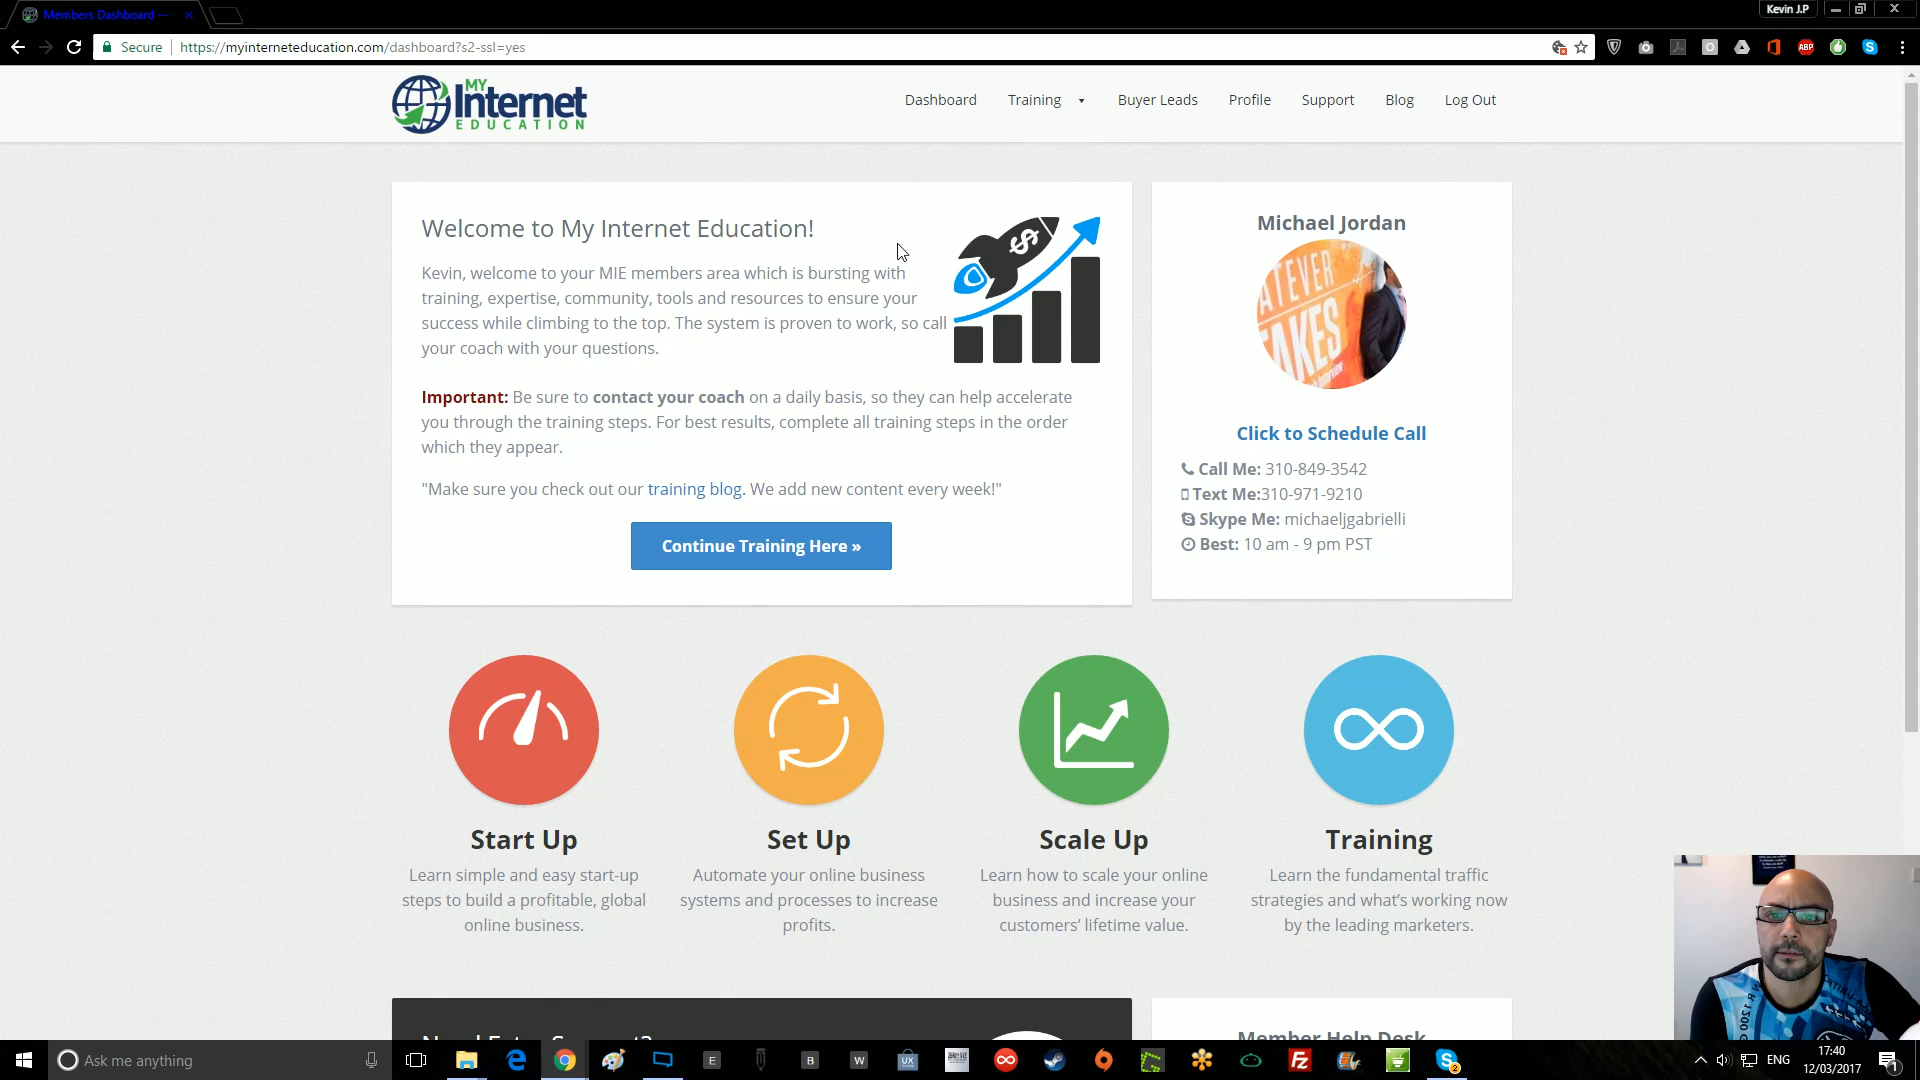 Members Dashboard —
Kevin J.P
Secure
https://myinterneteducation.com/dashboard?s2-ssl=yes
ABP
MY
Internet
EDUCATION
Dashboard
Training
Buyer Leads
Profile
Support
Blog
Log Out
Welcome to My Internet Education!
Kevin, welcome to your MIE members area which is bursting with
training, expertise, community, tools and resources to ensure your
success while climbing to the top. The system is proven to work, so call
your coach with your questions.
Important: Be sure to contact your coach on a daily basis, so they can help accelerate
you through the training steps. For best results, complete all training steps in the order
which they appear.
"Make sure you check out our training blog. We add new content every week!"
Continue Training Here »
Michael Jordan
ATEVER
TAKES
Click to Schedule Call
Call Me: 310-849-3542
Text Me:310-971-9210
Skype Me: michaeljgabrielli
Best: 10 am - 9 pm PST
Start Up
Learn simple and easy start-up
steps to build a profitable, global
online business.
Set Up
Automate your online business
systems and processes to increase
profits.
Scale Up
Learn how to scale your online
business and increase your
customers’ lifetime value.
Training
Learn the fundamental traffic
strategies and what’s working now
by the leading marketers.
Member Help Desk
Ask me anything
E
B
W
UX
ENG
17:40
12/03/2017